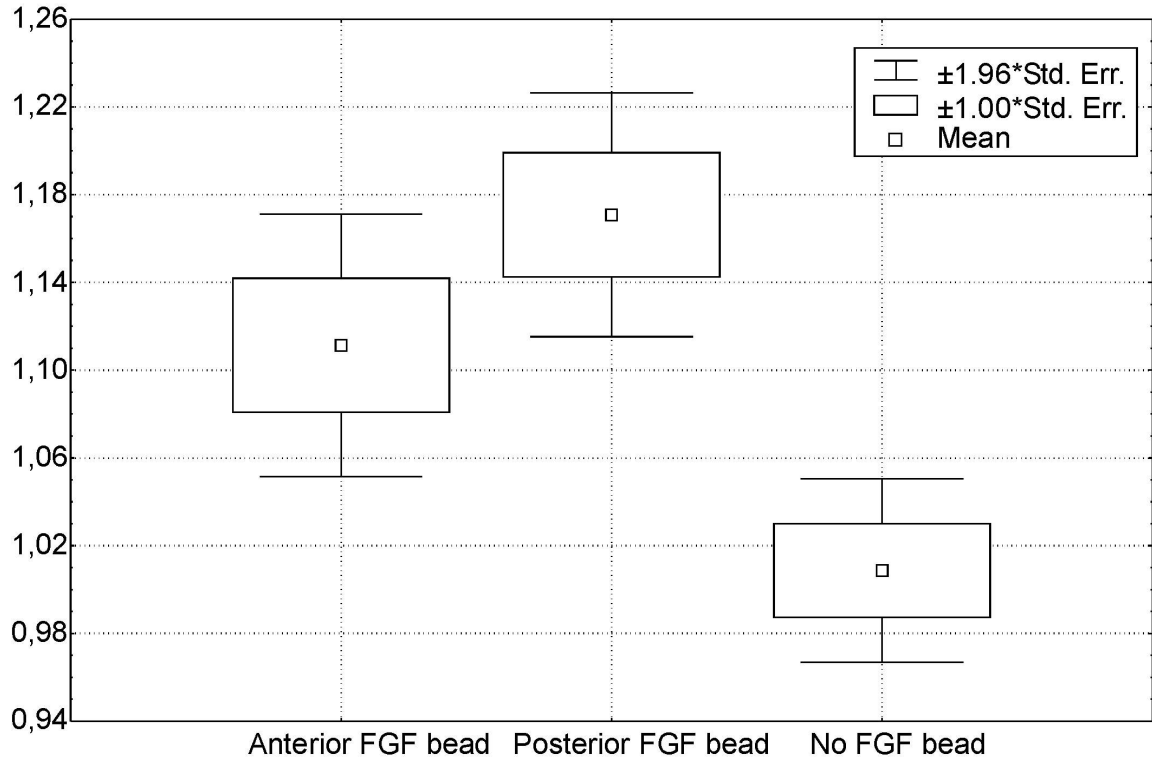 1,26
1,22
1,18
1,14
1,10
1,06
1,02
0,98
0,94
±1.96*Std. Err.
±1.00*Std. Err.
Mean
Anterior FGF bead Posterior FGF bead No FGF bead